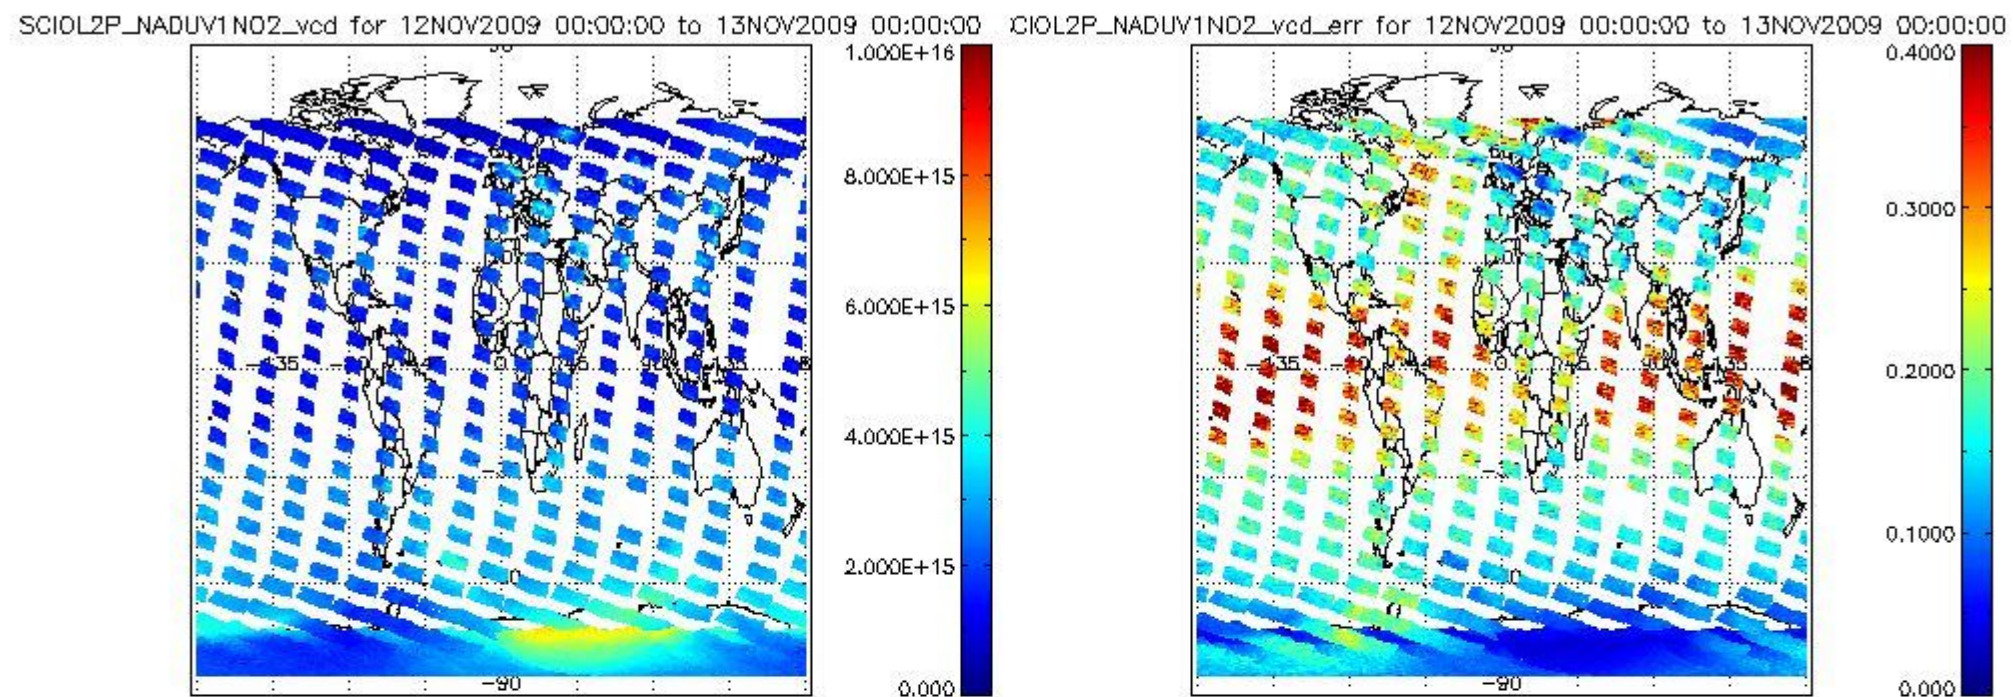 SCIOL2P_NADUV1NO2_vcd for 12NOV2009 00:00:00 to 13NOV2009 00:00:00
CIOL2P_NADUV1NO2_vcd_err for 12NOV2009 00:00:00 to 13NOV2009 00:00:00
1.000E+16
8.000E+15
6.000E+15
4.000E+15
2.000E+15
0.000
-90
0
0.4000
0.3000
0.2000
0.1000
0.000
-90
0